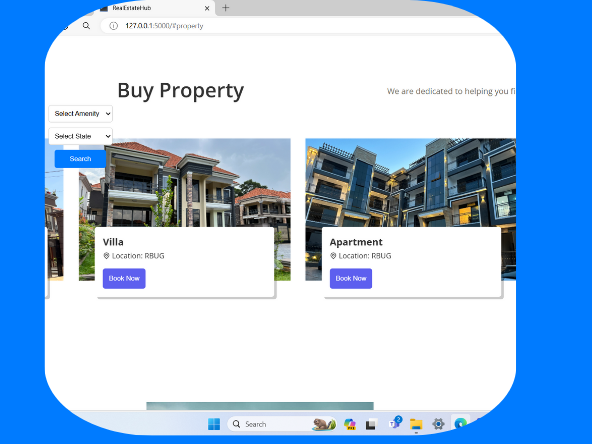 RealEstateHub
127.0.0.1:5000/#property
Buy Property
We are dedicated to helping you fi
Select Amenity
Select State
Search
Villa
Location: RBUG
Book Now
Apartment
Location: RBUG
Book Now
Search
2